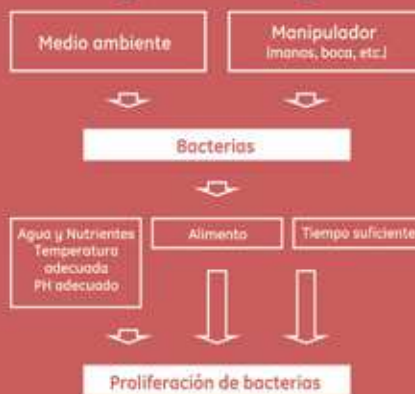 Medio ambiente
Manipulador
(manos, boca, etc.)
Bacterias
Agua y Nutrientes
Temperatura
adecuada
PH adecuado
Alimento
Tiempo suficiente
Proliferación de bacterias